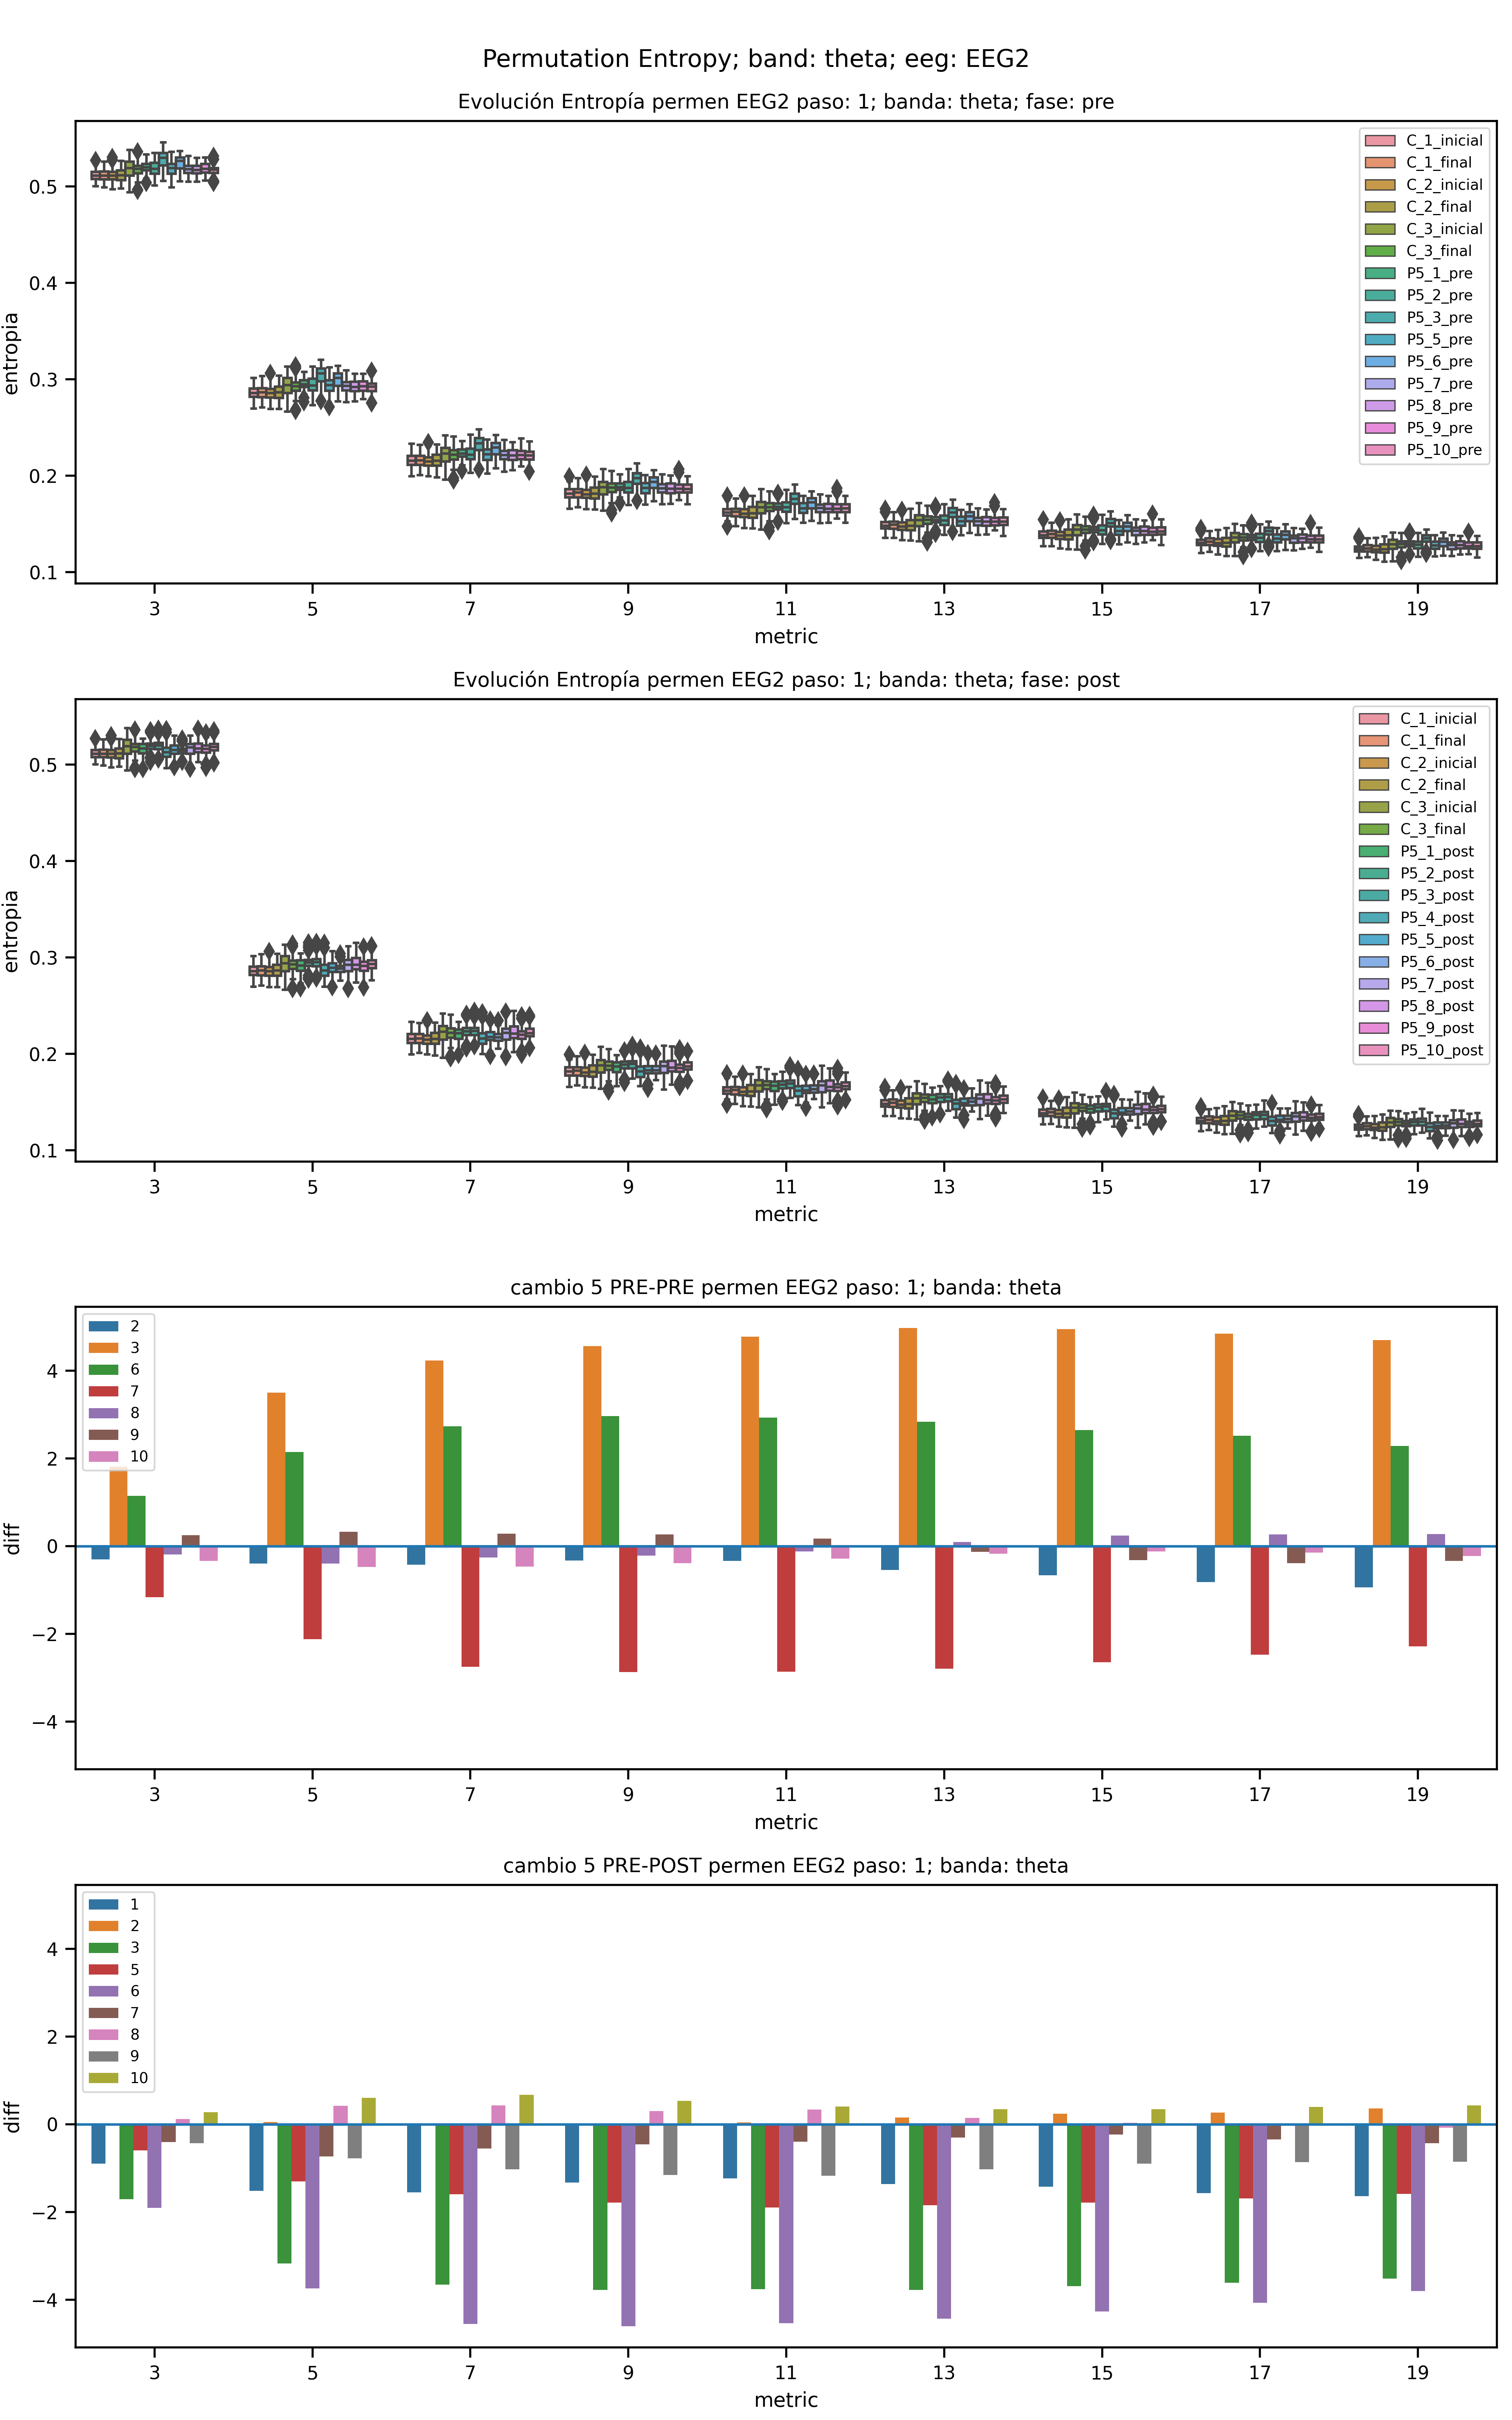 Permutation Entropy; band: theta; eeg: EEG2
Evolución Entropía permen EEG2 paso: 1; banda: theta; fase: pre
entropia
0.5
0.4
0.3
0.2
0.1
C_1_inicial
C_1_final
C_2_inicial
C_2_final
C_3_inicial
C_3_final
P5_1_pre
P5_2_pre
P5_3_pre
P5_5_pre
P5_6_pre
P5_7_pre
P5_8_pre
P5_9_pre
P5_10_pre
3 5 7 9 11 13 15 17 19
metric
Evolución Entropía permen EEG2 paso: 1; banda: theta; fase: post
entropia
0.5
0.4
0.3
0.2
0.1
C_1_inicial
C_1_final
C_2_inicial
C_2_final
C_3_inicial
C_3_final
P5_1_post
P5_2_post
P5_3_post
P5_4_post
P5_5_post
P5_6_post
P5_7_post
P5_8_post
P5_9_post
P5_10_post
3 5 7 9 11 13 15 17 19
metric
cambio 5 PRE-PRE permen EEG2 paso: 1; banda: theta
diff
4
2
0
−2
−4
2
3
6
7
8
9
10
3 5 7 9 11 13 15 17 19
metric
cambio 5 PRE-POST permen EEG2 paso: 1; banda: theta
diff
4
2
0
−2
−4
1
2
3
5
6
7
8
9
10
3 5 7 9 11 13 15 17 19
metric